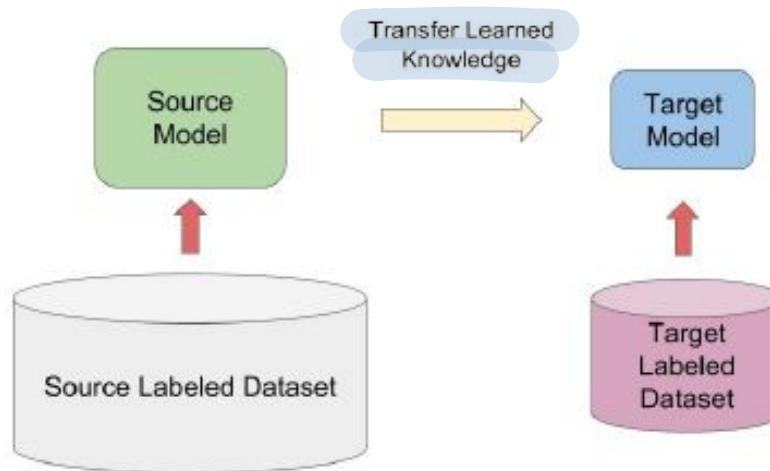 Transfer Learned
Knowledge
Source
Model
Target
Model
Source Labeled Dataset
Target
Labeled
Dataset